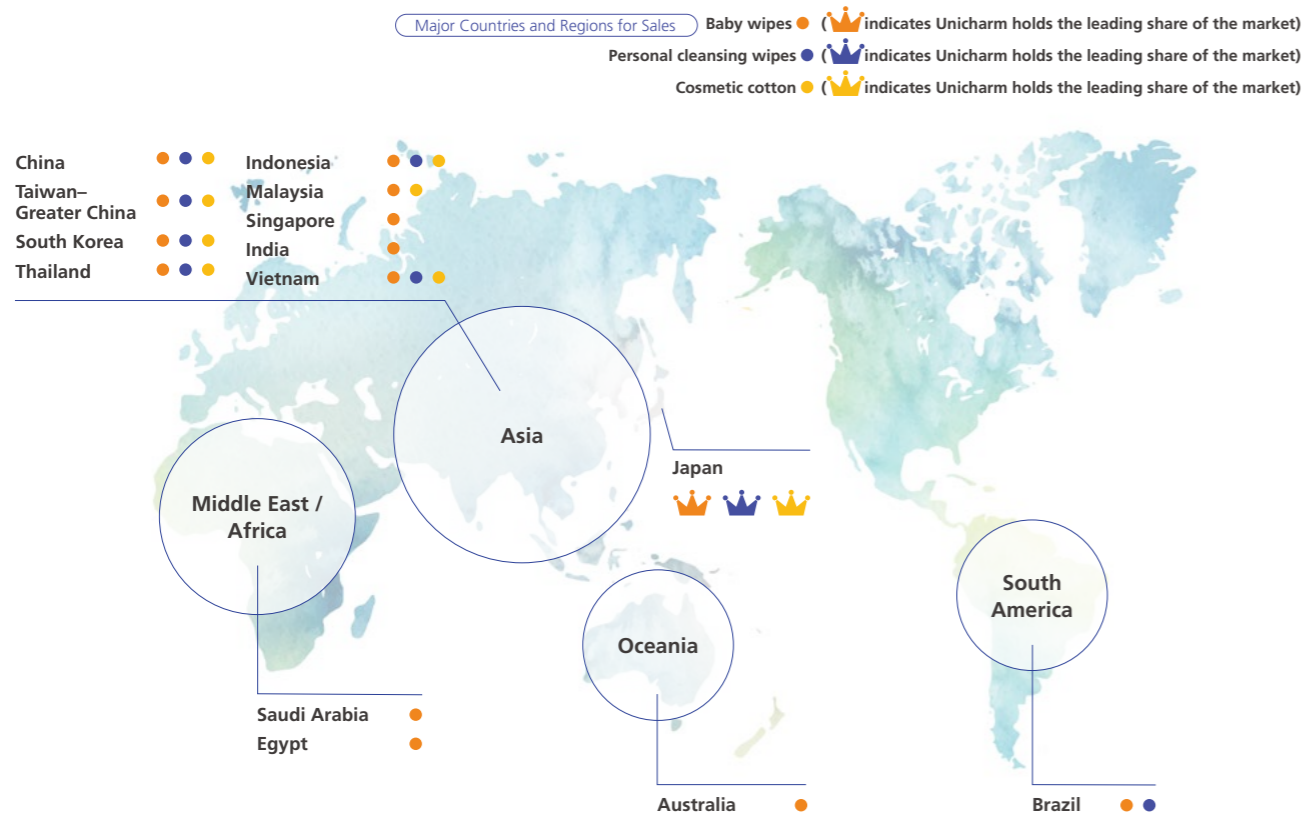 Major Countries and Regions for Sales
Baby wipes ( indicates Unicharm holds the leading share of the market)
Personal cleansing wipes ( indicates Unicharm holds the leading share of the market)
Cosmetic cotton ( indicates Unicharm holds the leading share of the market)
China
Taiwan–
Greater China
South Korea
Thailand
Indonesia
Malaysia
Singapore
India
Vietnam
Asia
Japan
Middle East /
Africa
Saudi Arabia
Egypt
Oceania
Australia
South
America
Brazil